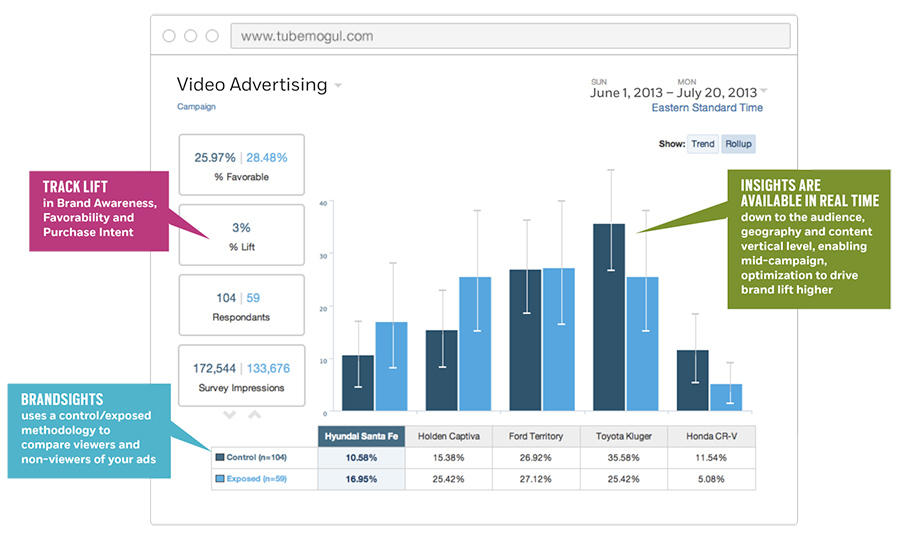 www.tubemogul.com
Video Advertising
Campaign
SUN MON
June 1, 2013 – July 20, 2013
Eastern Standard Time
Show: Trend Rollup
25.97% | 28.48%
% Favorable
3%
% Lift
104 | 59
Respondants
172,544 | 133,676
Survey Impressions
TRACK LIFT
in Brand Awareness,
Favorability and
Purchase Intent
BRANDSIGHTS
uses a control/exposed
methodology to
compare viewers and
non-viewers of your ads
INSIGHTS ARE
AVAILABLE IN REAL TIME
down to the audience,
geography and content
vertical level, enabling
mid-campaign,
optimization to drive
brand lift higher
40
30
20
10
0
Hyundai Santa Fe Holden Captiva Ford Territory Toyota Kluger Honda CR-V
Control (n=104) 10.58% 15.38% 26.92% 35.58% 11.54%
Exposed (n=59) 16.95% 25.42% 27.12% 25.42% 5.08%